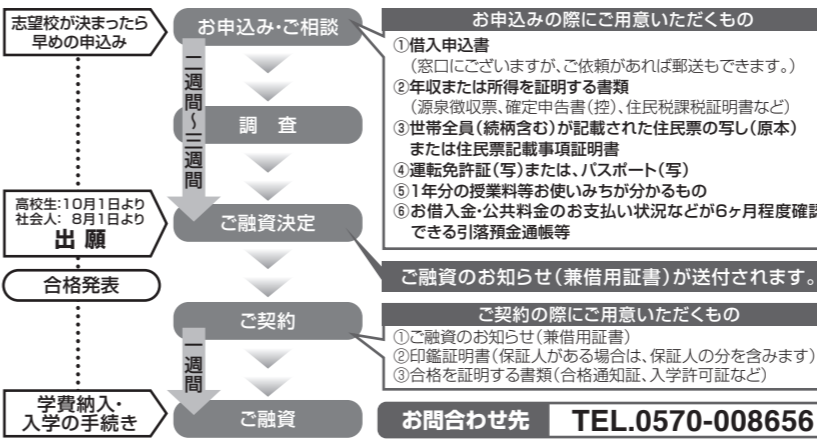 志望校が決まったら
早めの申込み
お申込み・ご相談
二週間〜三週間
調 査
高校生:10月1日より
社会人: 8月1日より
出 願
ご融資決定
合格発表
ご契約
一週間
学費納入・
入学の手続き
ご融資
お申込みの際にご用意いただくもの
①借入申込書
(窓口にございますが、ご依頼があれば郵送もできます。)
②年収または所得を証明する書類
(源泉徴収票、確定申告書(控)、住民税課税証明書など)
③世帯全員(続柄含む)が記載された住民票の写し(原本)
または住民票記載事項証明書
④運転免許証(写)または、パスポート(写)
⑤1年分の授業料等お使いみちが分かるもの
⑥お借入金・公共料金のお支払い状況などが6ヶ月程度確認
できる引落預金通帳等
ご融資のお知らせ(兼借用証書)が送付されます。
ご契約の際にご用意いただくもの
①ご融資のお知らせ(兼借用証書)
②印鑑証明書(保証人がある場合は、保証人の分を含みます)
③合格を証明する書類(合格通知証、入学許可証など)
お問合わせ先 TEL.0570-008656